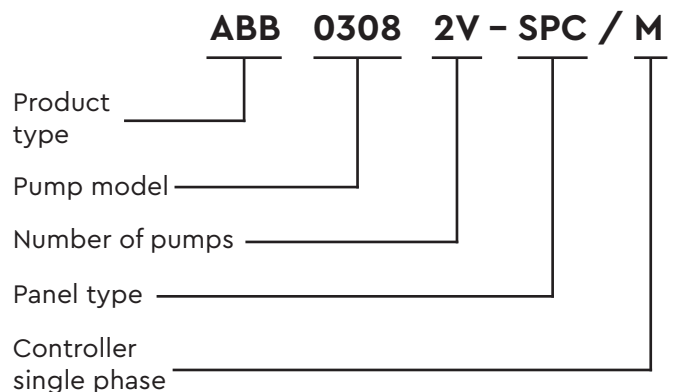 ABB 0308 2V – SPC / M
Product
type
Pump model
Number of pumps
Panel type
Controller
single phase